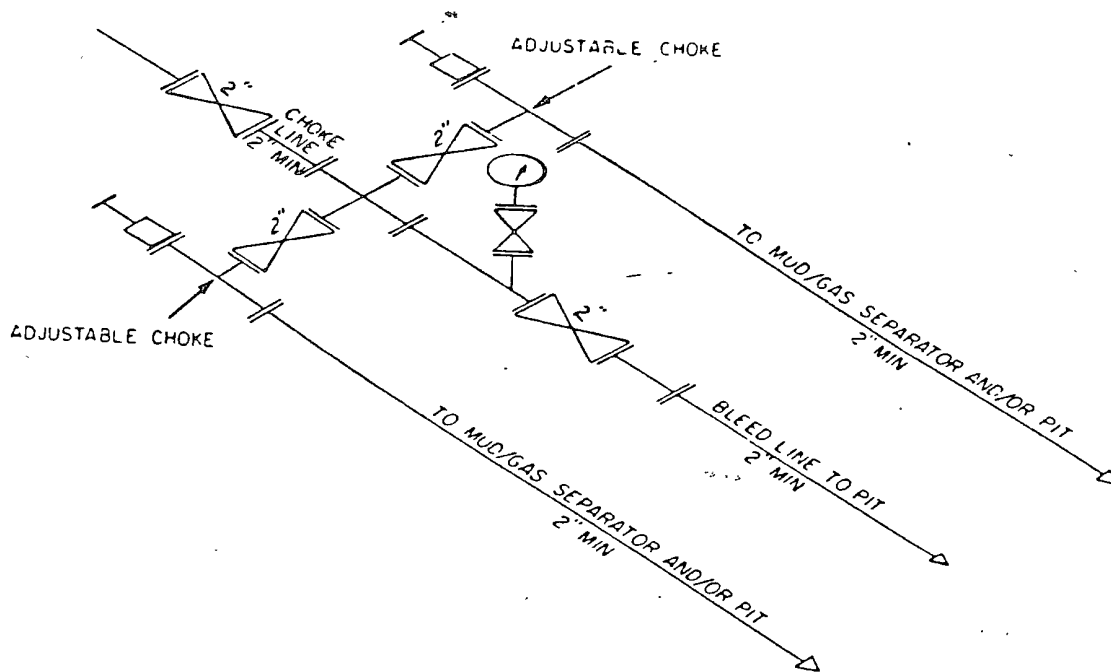 ADJUSTABLE CHOKE
2"
CHOKE
LINE
2" MIN
2"
2"
ADJUSTABLE CHOKE
2"
TO MUD/GAS SEPARATOR AND/OR PIT
2" MIN
BLEED LINE TO PIT
2" MIN
TO MUD/GAS SEPARATOR AND/OR PIT
2" MIN